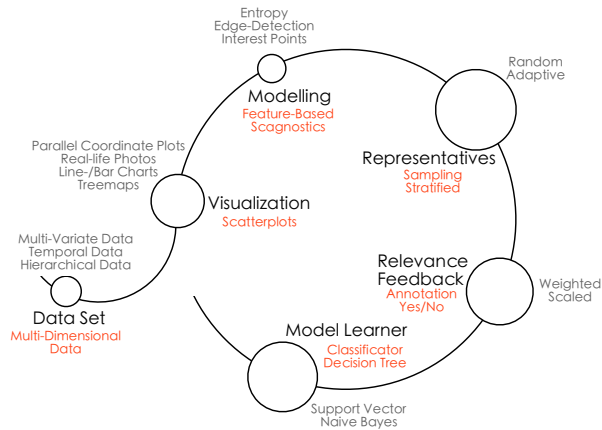 Entropy
Edge-Detection
Interest Points
Modelling
Feature-Based
Scagnostics
Random
Adaptive
Representatives
Sampling
Stratified
Parallel Coordinate Plots
Real-life Photos
Line-/Bar Charts
Treemaps
Visualization
Scatterplots
Multi-Variate Data
Temporal Data
Hierarchical Data
Data Set
Multi-Dimensional
Data
Relevance
Feedback
Annotation
Yes/No
Weighted
Scaled
Model Learner
Classificator
Decision Tree
Support Vector
Naive Bayes